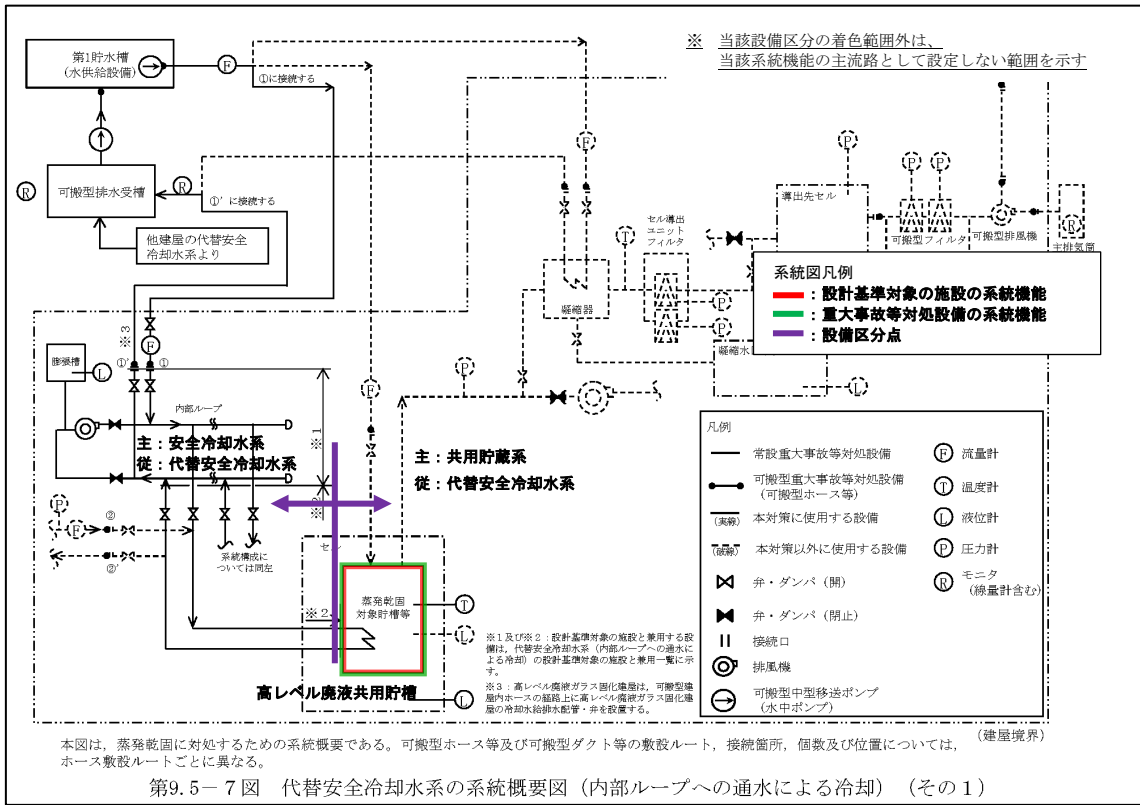 ※ 当該設備区分の着色範囲外は、
当該系統機能の主流路として設定しない範囲を示す
第1貯水槽
(水供給設備)
F
①に接続する
可搬型排水受槽
R
R
①’に接続する
他建屋の代替安全
冷却水系より
F
凝縮器
T
セル導出
ユニット
フィルタ
P
P
導出先セル
P
P
P
可搬型フィルタ
可搬型排風機
主排気筒
R
凝縮水
L
系統図凡例
：設計基準対象の施設の系統機能
：重大事故等対処設備の系統機能
：設備区分点
※3
F
①’
①
膨張槽
L
内部ループ
主：安全冷却水系
従：代替安全冷却水系
※1
※2
P
F
②
②’
系統構成に
ついては同左
F
P
主：共用貯蔵系
従：代替安全冷却水系
セル
蒸発乾固
対象貯槽等
※2
T
L
L
高レベル廃液共用貯槽
※1及び※2：設計基準対象の施設と兼用する設
備は，代替安全冷却水系（内部ループへの通水に
よる冷却）の設計基準対象の施設と兼用一覧に示
す。
※3：高レベル廃液ガラス固化建屋は，可搬型建
屋内ホースの経路上に高レベル廃液ガラス固化建
屋の冷却水給排水配管・弁を設置する。
凡例
常設重大事故等対処設備
可搬型重大事故等対処設備
（可搬型ホース等）
(実線) 本対策に使用する設備
(破線) 本対策以外に使用する設備
弁・ダンパ（開）
弁・ダンパ（閉止）
接続口
排風機
可搬型中型移送ポンプ
（水中ポンプ）
F 流量計
T 温度計
L 液位計
P 圧力計
R モニタ
（線量計含む）
（建屋境界）
本図は，蒸発乾固に対処するための系統概要である。可搬型ホース等及び可搬型ダクト等の敷設ルート，接続箇所，個数及び位置については，
ホース敷設ルートごとに異なる。
第9.5－7図 代替安全冷却水系の系統概要図（内部ループへの通水による冷却）（その1）